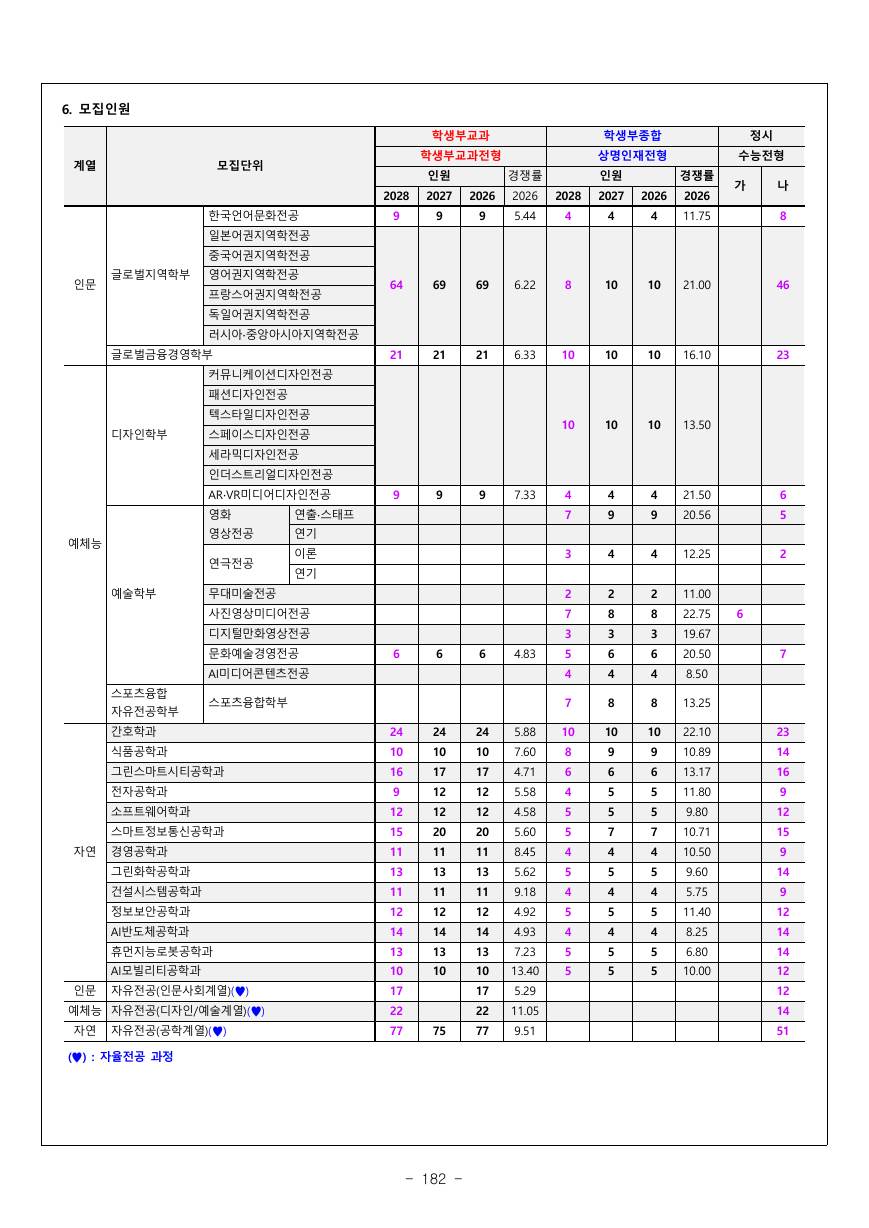 6. 모집인원
계열 모집단위 학생부교과 학생부종합 정시
학생부교과전형 상명인재전형 수능전형
인원 경쟁률 인원 경쟁률 가 나
2028 2027 2026 2026 2028 2027 2026 2026
인문 글로벌지역학부 한국언어문화전공 9 9 9 5.44 4 4 4 11.75 8
일본어권지역학전공
중국어권지역학전공
영어권지역학전공 64 69 69 6.22 8 10 10 21.00 46
프랑스어권지역학전공
독일어권지역학전공
러시아·중앙아시아지역학전공
글로벌금융경영학부 21 21 21 6.33 10 10 10 16.10 23
예체능 디자인학부 커뮤니케이션디자인전공
패션디자인전공
텍스타일디자인전공 10 10 10 13.50
스페이스디자인전공
세라믹디자인전공
인더스트리얼디자인전공
AR·VR미디어디자인전공 9 9 9 7.33 4 4 4 21.50 6
예술학부 영화 연출·스태프 7 9 9 20.56 5
영상전공 연기
연극전공 이론 3 4 4 12.25 2
연기
무대미술전공 2 2 2 11.00
사진영상미디어전공 7 8 8 22.75 6
디지털만화영상전공 3 3 3 19.67
문화예술경영전공 6 6 6 4.83 5 6 6 20.50 7
AI미디어콘텐츠전공 4 4 4 8.50
스포츠융합
자유전공학부 스포츠융합학부 7 8 8 13.25
자연 간호학과 24 24 24 5.88 10 10 10 22.10 23
식품공학과 10 10 10 7.60 8 9 9 10.89 14
그린스마트시티공학과 16 17 17 4.71 6 6 6 13.17 16
전자공학과 9 12 12 5.58 4 5 5 11.80 9
소프트웨어학과 12 12 12 4.58 5 5 5 9.80 12
스마트정보통신공학과 15 20 20 5.60 5 7 7 10.71 15
경영공학과 11 11 11 8.45 4 4 4 10.50 9
그린화학공학과 13 13 13 5.62 5 5 5 9.60 14
건설시스템공학과 11 11 11 9.18 4 4 4 5.75 9
정보보안공학과 12 12 12 4.92 5 5 5 11.40 12
AI반도체공학과 14 14 14 4.93 4 4 4 8.25 14
휴먼지능로봇공학과 13 13 13 7.23 5 5 5 6.80 14
AI모빌리티공학과 10 10 10 13.40 5 5 5 10.00 12
인문 자유전공(인문사회계열)(♥) 17 17 5.29 12
예체능 자유전공(디자인/예술계열)(♥) 22 22 11.05 14
자연 자유전공(공학계열)(♥) 77 75 77 9.51 51
(♥) : 자율전공 과정
- 182 -